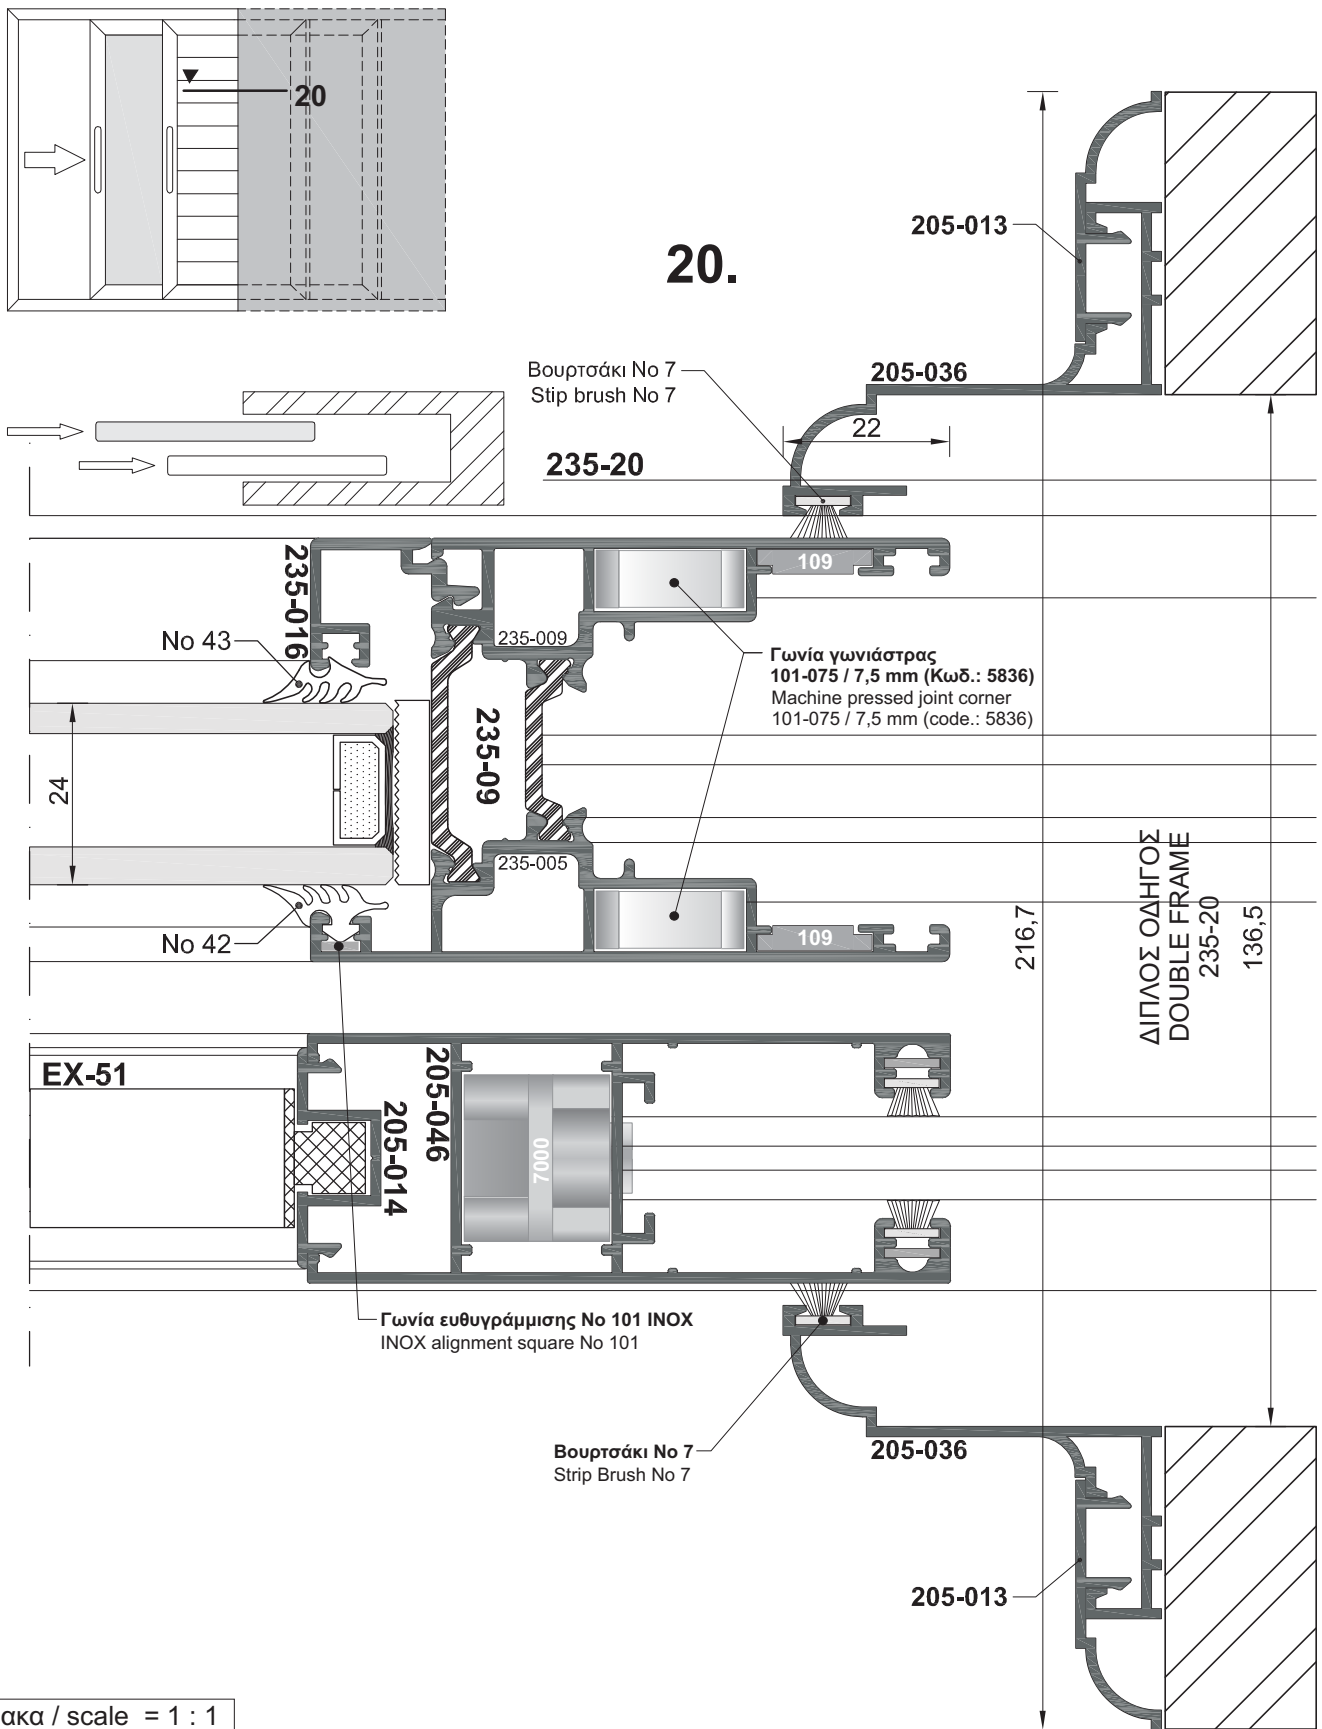 20
20.
205-013
Βουρτσάκι No 7
Stip brush No 7
205-036
22
235-20
235-016
109
No 43
235-009
Γωνία γωνιάστρας
101-075 / 7,5 mm (Κωδ.: 5836)
Machine pressed joint corner
101-075 / 7,5 mm (code.: 5836)
24
235-09
235-005
No 42
109
216,7
ΔΙΠΛΟΣ ΟΔΗΓΟΣ
DOUBLE FRAME
235-20
136,5
EX-51
205-014
205-046
7000
Γωνία ευθυγράμμισης No 101 INOX
INOX alignment square No 101
Βουρτσάκι No 7
Strip Brush No 7
205-036
205-013
ακα / scale = 1 : 1